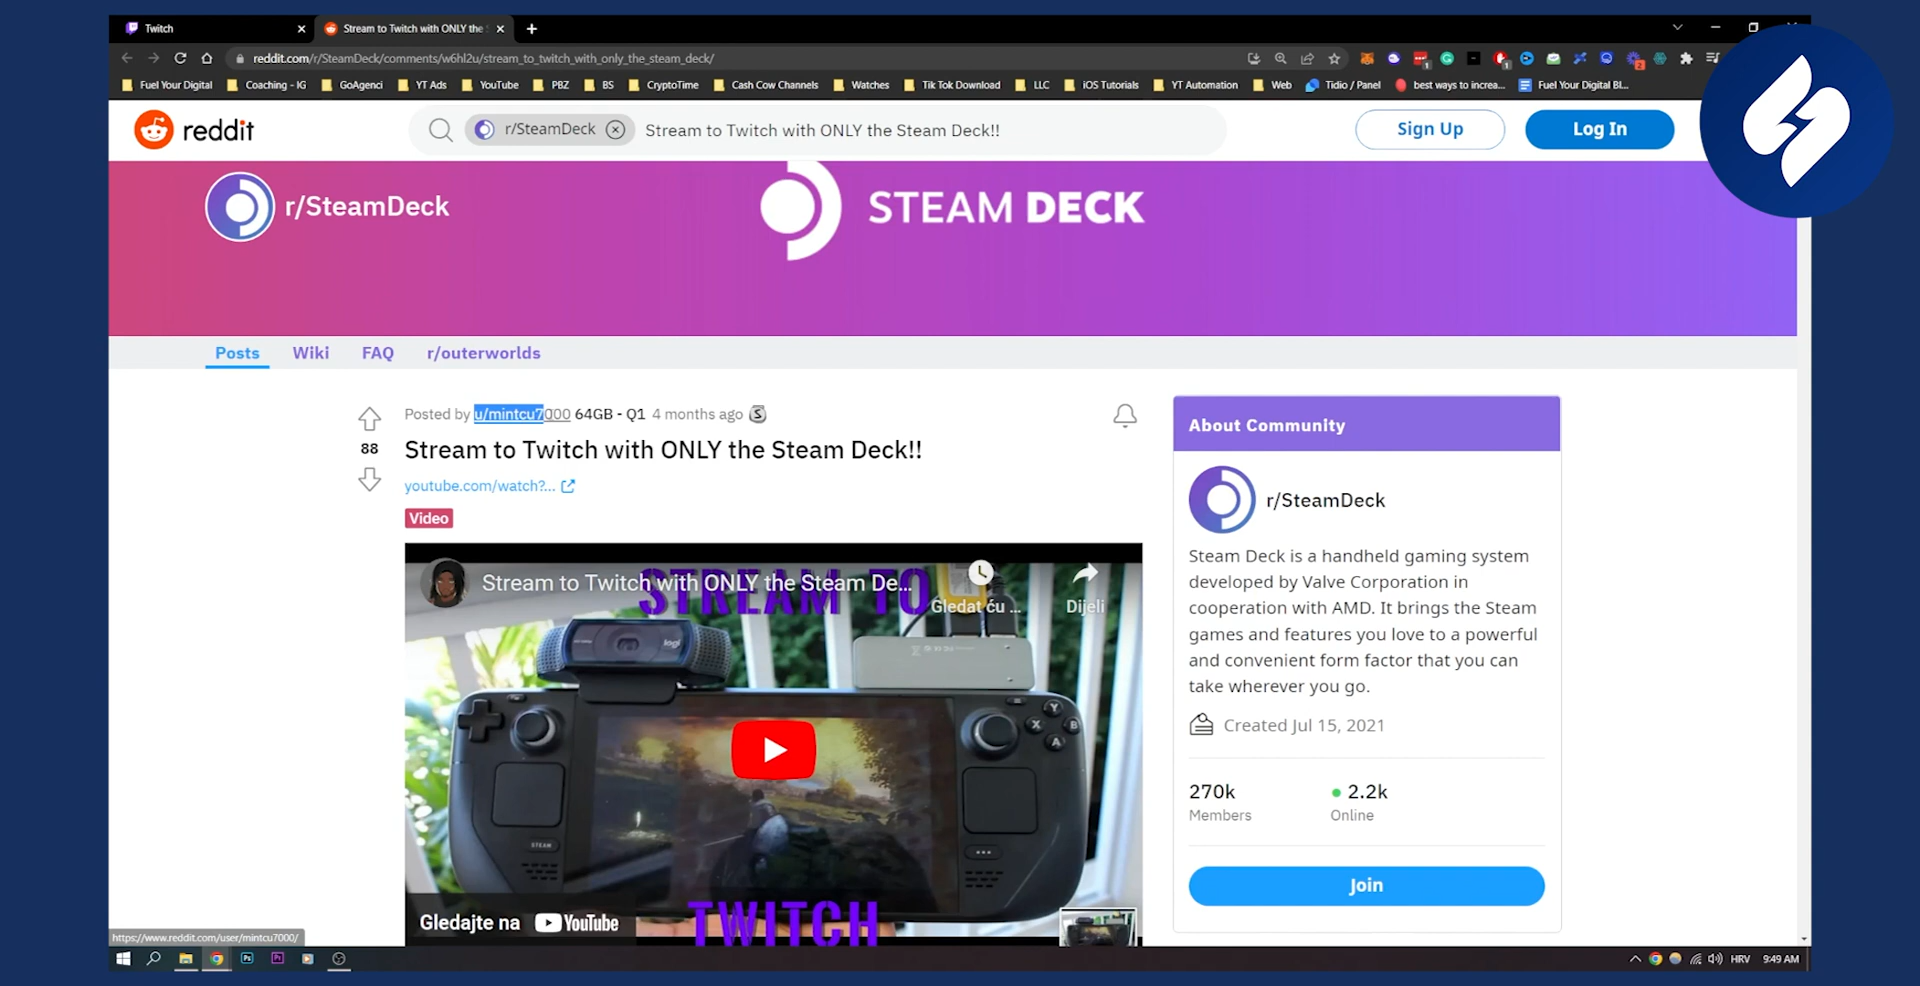 Twitch
Stream to Twitch with ONLY the
reddit.com/r/SteamDeck/comments/w6hl2u/stream_to_twitch_with_only_the_steam_deck/
Fuel Your Digital Coaching - IG GoAgenci YT Ads YouTube PBZ BS CryptoTime Cash Cow Channels Watches Tik Tok Download LLC iOS Tutorials YT Automation Web Tidio / Panel best ways to increa... Fuel Your Digital Bl...
reddit
r/SteamDeck
Stream to Twitch with ONLY the Steam Deck!!
Sign Up
Log In
r/SteamDeck
STEAM DECK
Posts Wiki FAQ r/outerworlds
Posted by u/mintcu7000 64GB - Q1 4 months ago
88
Stream to Twitch with ONLY the Steam Deck!!
youtube.com/watch?...
Video
Stream to Twitch with ONLY the Steam De...
STREAM TO
Gledat ću ...
Dijeli
logi
Y
X B
A
STEAM
TWITCH
Gledajte na YouTube
About Community
r/SteamDeck
Steam Deck is a handheld gaming system
developed by Valve Corporation in
cooperation with AMD. It brings the Steam
games and features you love to a powerful
and convenient form factor that you can
take wherever you go.
Created Jul 15, 2021
270k
Members
2.2k
Online
Join
https://www.reddit.com/user/mintcu7000/
Ps
Pr
HRV
9:49 AM